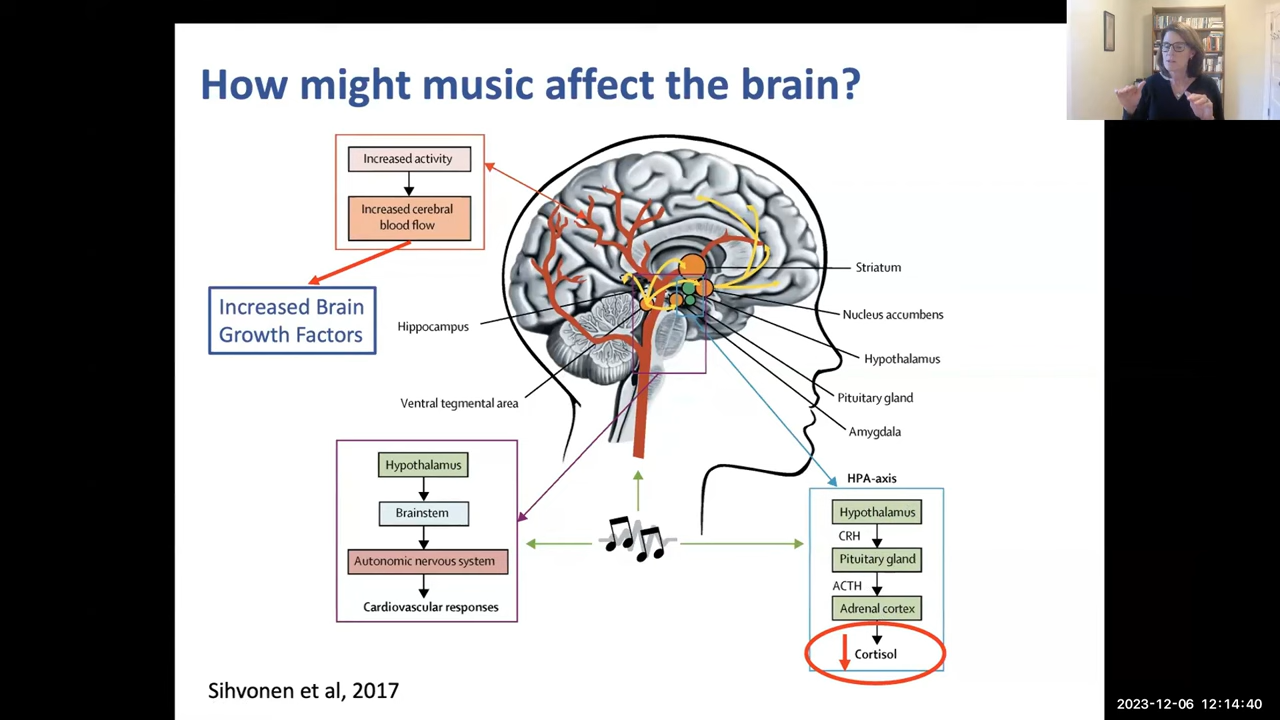 How might music affect the brain?
Increased activity
Increased cerebral
blood flow
Increased Brain
Growth Factors
Hippocampus
Ventral tegmental area
Striatum
Nucleus accumbens
Hypothalamus
Pituitary gland
Amygdala
Hypothalamus
Brainstem
Autonomic nervous system
Cardiovascular responses
HPA-axis
Hypothalamus
CRH
Pituitary gland
ACTH
Adrenal cortex
Cortisol
Sihvonen et al, 2017
2023-12-06 12:14:40